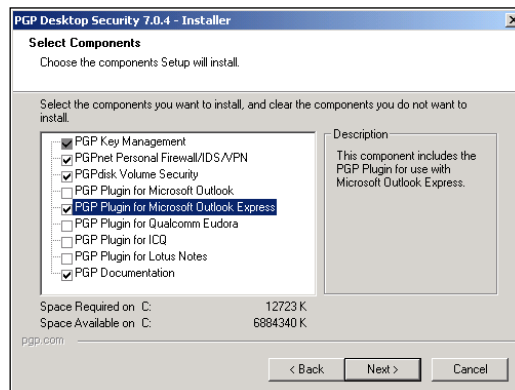 PGP Desktop Security 7.0.4 - Installer
Select Components
Choose the components Setup will install.
Select the components you want to install, and clear the components you do not want to
install.
PGP Key Management
PGPnet Personal Firewall/IDS/VPN
PGPdisk Volume Security
PGP Plugin for Microsoft Outlook
PGP Plugin for Microsoft Outlook Express
PGP Plugin for Qualcomm Eudora
PGP Plugin for ICQ
PGP Plugin for Lotus Notes
PGP Documentation
Description
This component includes the
PGP Plugin for use with
Microsoft Outlook Express.
Space Required on C: 12723 K
Space Available on C: 6884340 K
pgp.com
< Back
Next >
Cancel